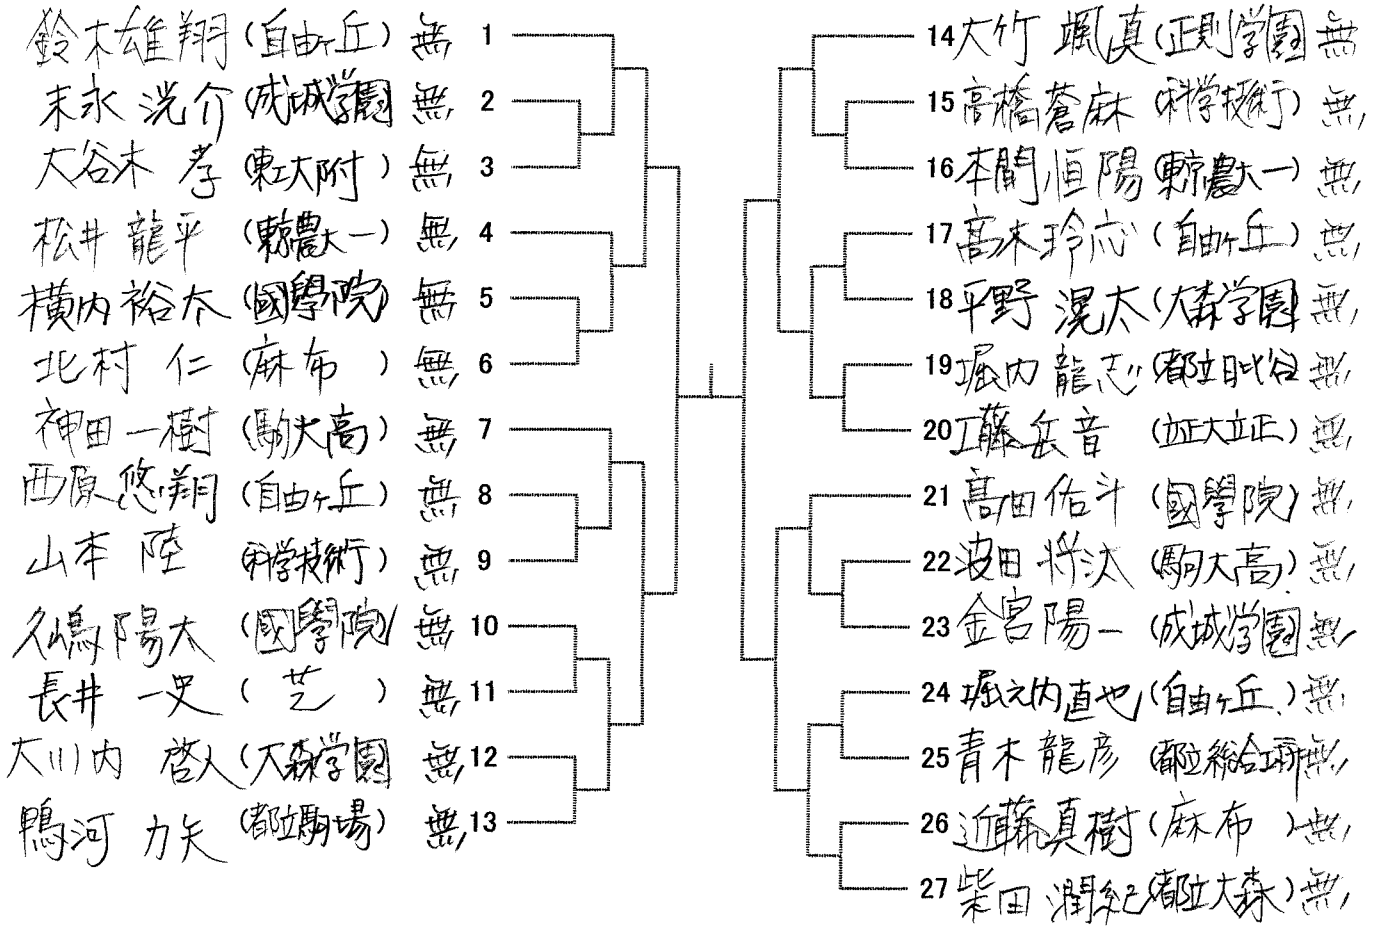 鈴木雄翔(自由ヶ丘)無 1
末永 滉介(成城学園)無 2
大谷木 孝(東工大附)無 3
松井 龍平(東京農大一)無 4
横内裕太(國學院)無 5
北村 仁(麻布)無 6
神田一樹(駒大高)無 7
西原悠翔(自由ヶ丘)無 8
山本 陸(科学技術)無 9
久嶋陽大(國學院)無 10
長井 一史(芝)無 11
大川内 啓人(大森学園)無 12
鴨河 力矢(都立駒場)無 13
14 大竹 颯真(正則学園)無
15 高橋蒼麻(科学技術)無
16 本間恒陽(東京農大一)無
17 髙木玲応(自由ヶ丘)無
18 平野 滉太(大森学園)無
19 堀内龍志(都立日比谷)無
20 工藤岳音(立正大立正)無
21 髙田佑斗(國學院)無
22 波田将汰(駒大高)無
23 金宮陽一(成城学園)無
24 堀之内直也(自由ヶ丘)無
25 青木龍彦(都立総合工科)無
26 近藤真樹(麻布)無
27 柴田潤紀(都立大森)無